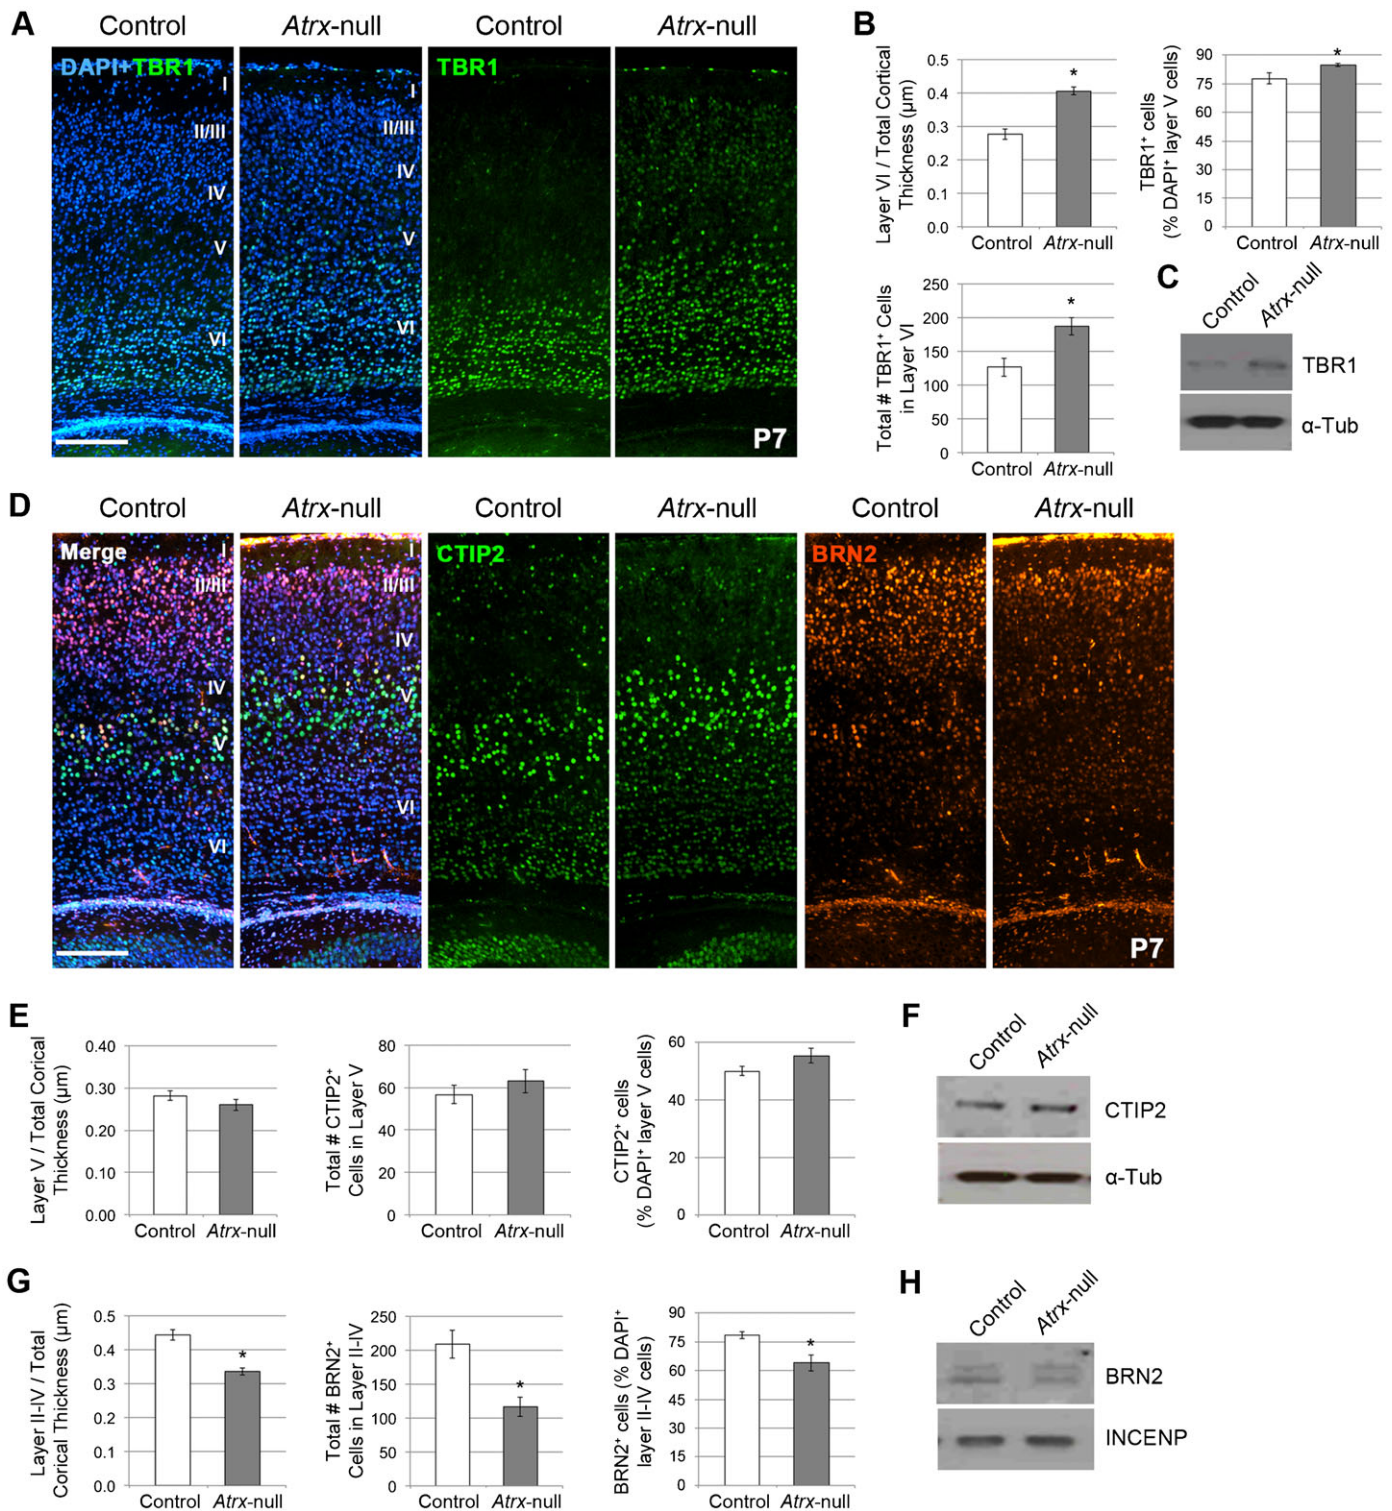 A
Control
Atrx-null
Control
Atrx-null
DAPI+TBR1
TBR1
I
II/III
IV
V
VI
I
II/III
IV
V
VI
P7
B
Layer VI / Total Cortical
Thickness (µm)
0.5
0.4
0.3
0.2
0.1
0.0
*
Control
Atrx-null
TBR1⁺ cells
(% DAPI⁺ layer V cells)
90
75
60
45
30
15
0
*
Control
Atrx-null
Total # TBR1⁺ Cells
in Layer VI
250
200
150
100
50
0
*
Control
Atrx-null
C
Control
Atrx-null
TBR1
α-Tub
D
Control
Atrx-null
Control
Atrx-null
Control
Atrx-null
Merge
CTIP2
BRN2
I
II/III
IV
V
VI
I
II/III
IV
V
VI
P7
E
Layer V / Total Corical
Thickness (µm)
0.40
0.30
0.20
0.10
0.00
Control
Atrx-null
Total # CTIP2⁺
Cells in Layer V
80
60
40
20
0
Control
Atrx-null
CTIP2⁺ cells
(% DAPI⁺ layer V cells)
60
40
20
0
Control
Atrx-null
F
Control
Atrx-null
CTIP2
α-Tub
G
Layer II-IV / Total
Corical Thickness (µm)
0.5
0.4
0.3
0.2
0.1
0.0
*
Control
Atrx-null
Total # BRN2⁺
Cells in Layer II-IV
250
200
150
100
50
0
*
Control
Atrx-null
BRN2⁺ cells (% DAPI⁺
layer II-IV cells)
90
75
60
45
30
15
0
*
Control
Atrx-null
H
Control
Atrx-null
BRN2
INCENP